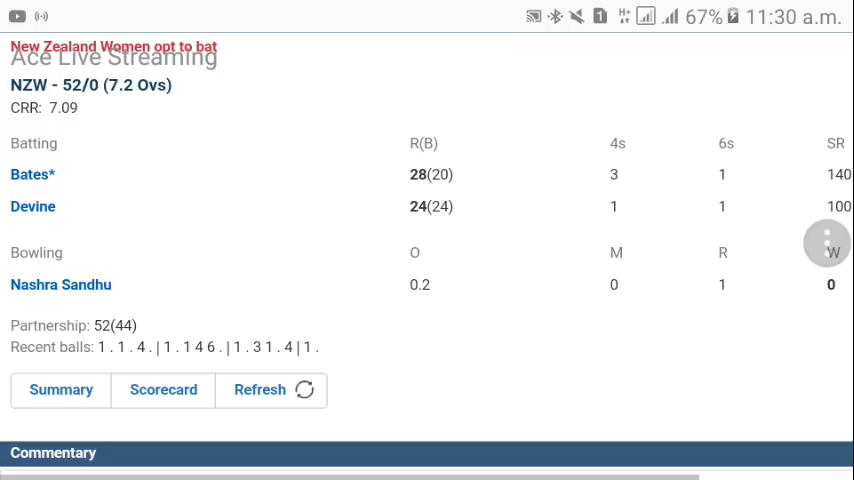 67% 11:30 a.m.
New Zealand Women opt to bat
Ace Live Streaming
NZW - 52/0 (7.2 Ovs)
CRR: 7.09
Batting R(B) 4s 6s SR
Bates* 28(20) 3 1 140
Devine 24(24) 1 1 100
Bowling O M R W
Nashra Sandhu 0.2 0 1 0
Partnership: 52(44)
Recent balls: 1 . 1 . 4 . | 1 . 1 4 6 . | 1 . 3 1 . 4 | 1 .
Summary Scorecard Refresh
Commentary